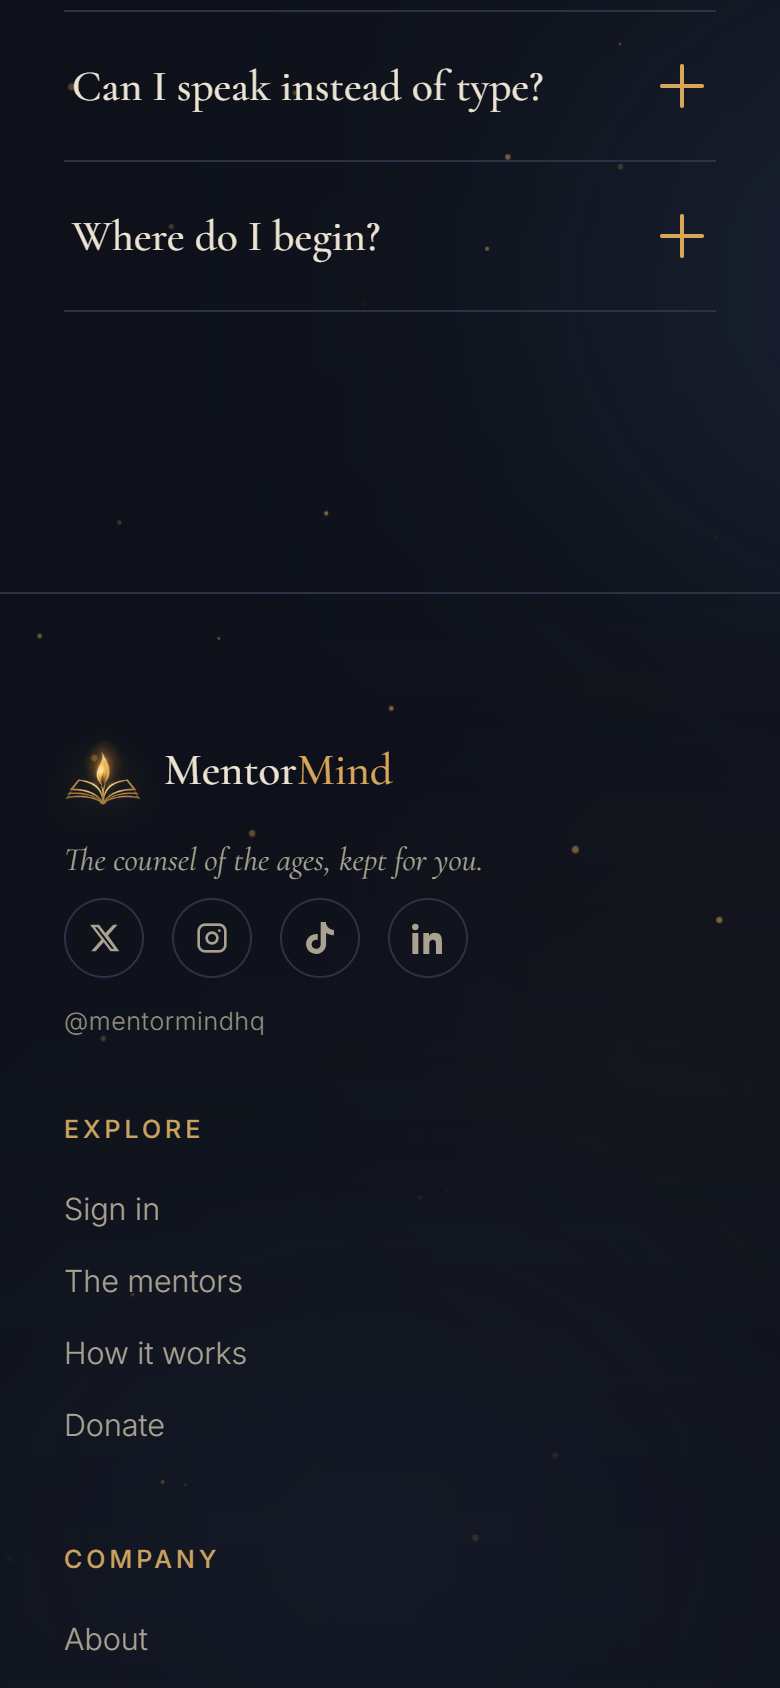 Can I speak instead of type?
Where do I begin?
MentorMind
The counsel of the ages, kept for you.
@mentormindhq
EXPLORE
Sign in
The mentors
How it works
Donate
COMPANY
About